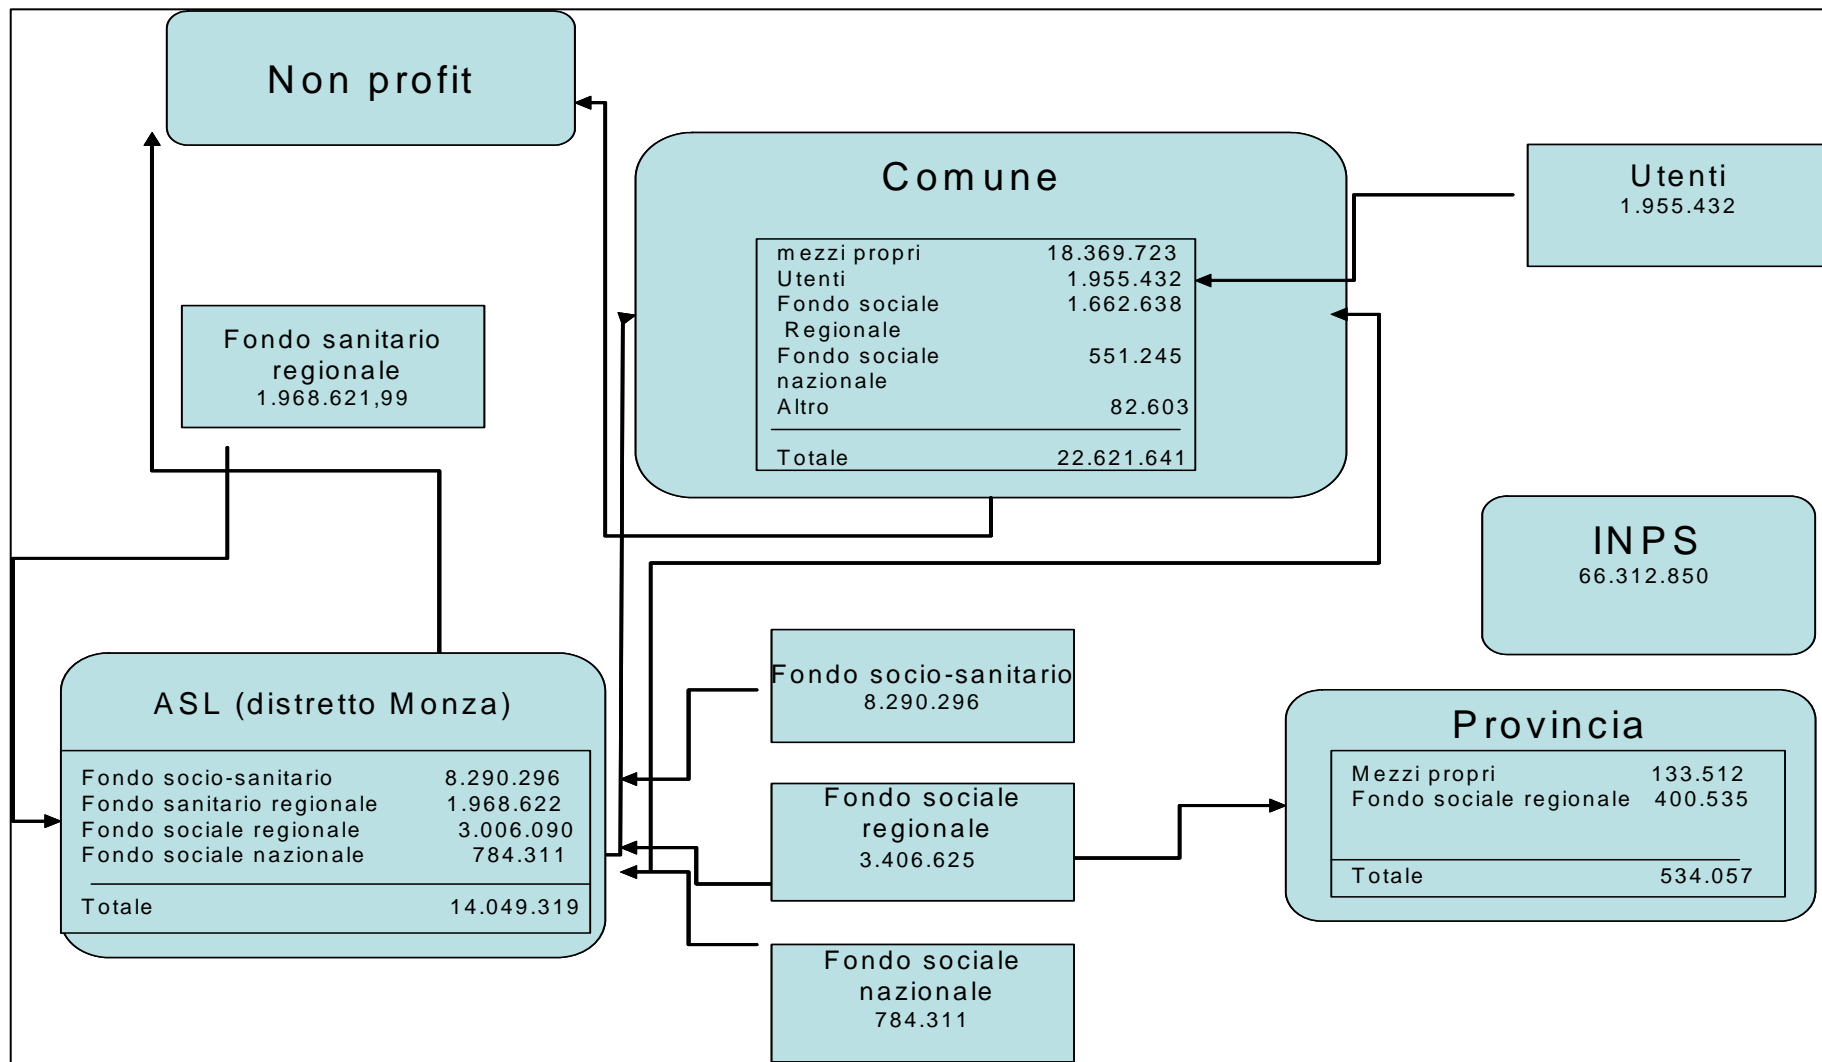 Non profit
Comune
mezzi propri 18.369.723
Utenti 1.955.432
Fondo sociale 1.662.638
Regionale
Fondo sociale 551.245
nazionale
Altro 82.603
Totale 22.621.641
Utenti
1.955.432
Fondo sanitario
regionale
1.968.621,99
INPS
66.312.850
ASL (distretto Monza)
Fondo socio-sanitario 8.290.296
Fondo sanitario regionale 1.968.622
Fondo sociale regionale 3.006.090
Fondo sociale nazionale 784.311
Totale 14.049.319
Fondo socio-sanitario
8.290.296
Fondo sociale
regionale
3.406.625
Fondo sociale
nazionale
784.311
Provincia
Mezzi propri 133.512
Fondo sociale regionale 400.535
Totale 534.057